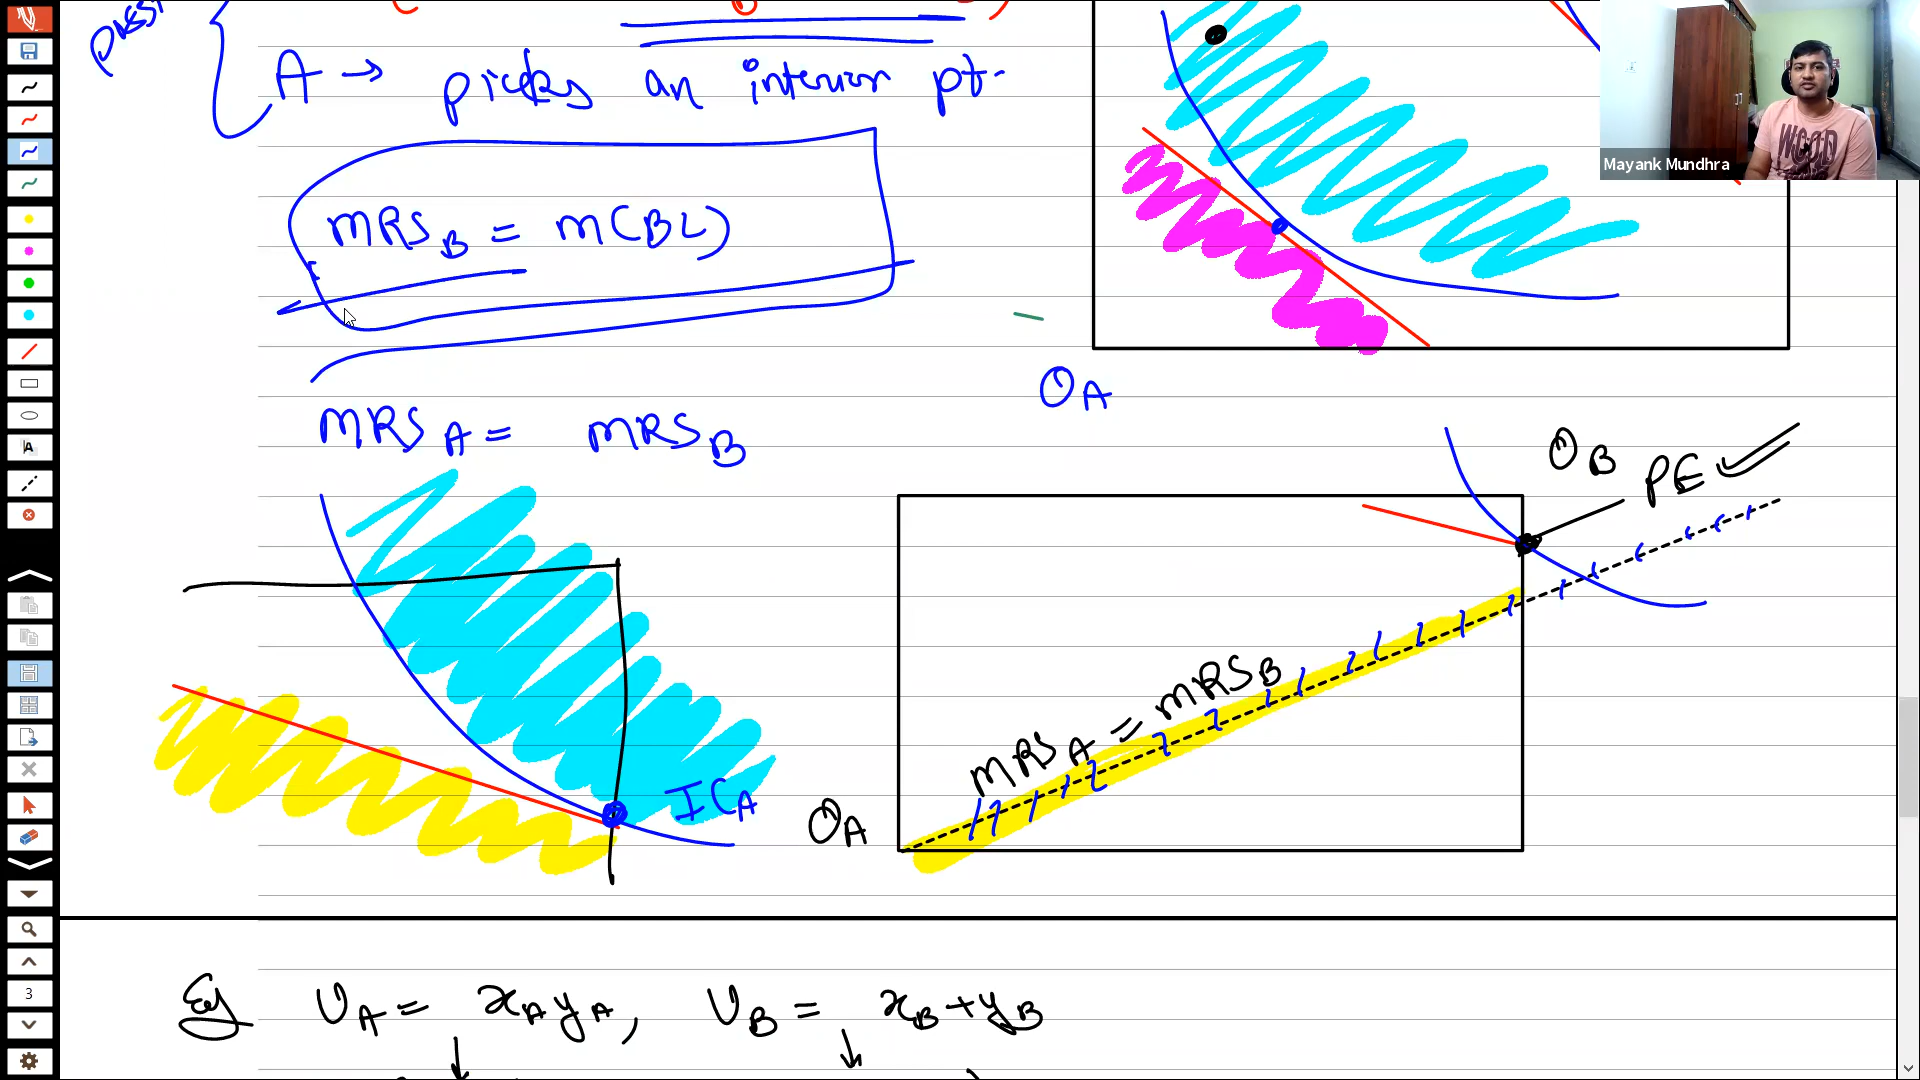 A → picks an interior pt.
MRS_B = m(BL)
MRS_A = MRS_B
O_A
O_B
PE
MRS_A = MRS_B
IC_A
O_A
Eg U_A = x_A y_A, U_B = x_B + y_B
Mayank Mundhra
3